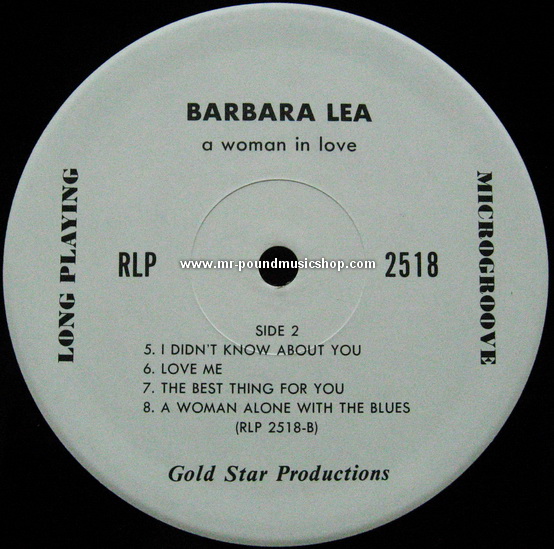 BARBARA LEA
a woman in love
LONG PLAYING
MICROGROOVE
RLP
2518
www.mr-poundmusicshop.com
SIDE 2
5. I DIDN'T KNOW ABOUT YOU
6. LOVE ME
7. THE BEST THING FOR YOU
8. A WOMAN ALONE WITH THE BLUES
(RLP 2518-B)
Gold Star Productions